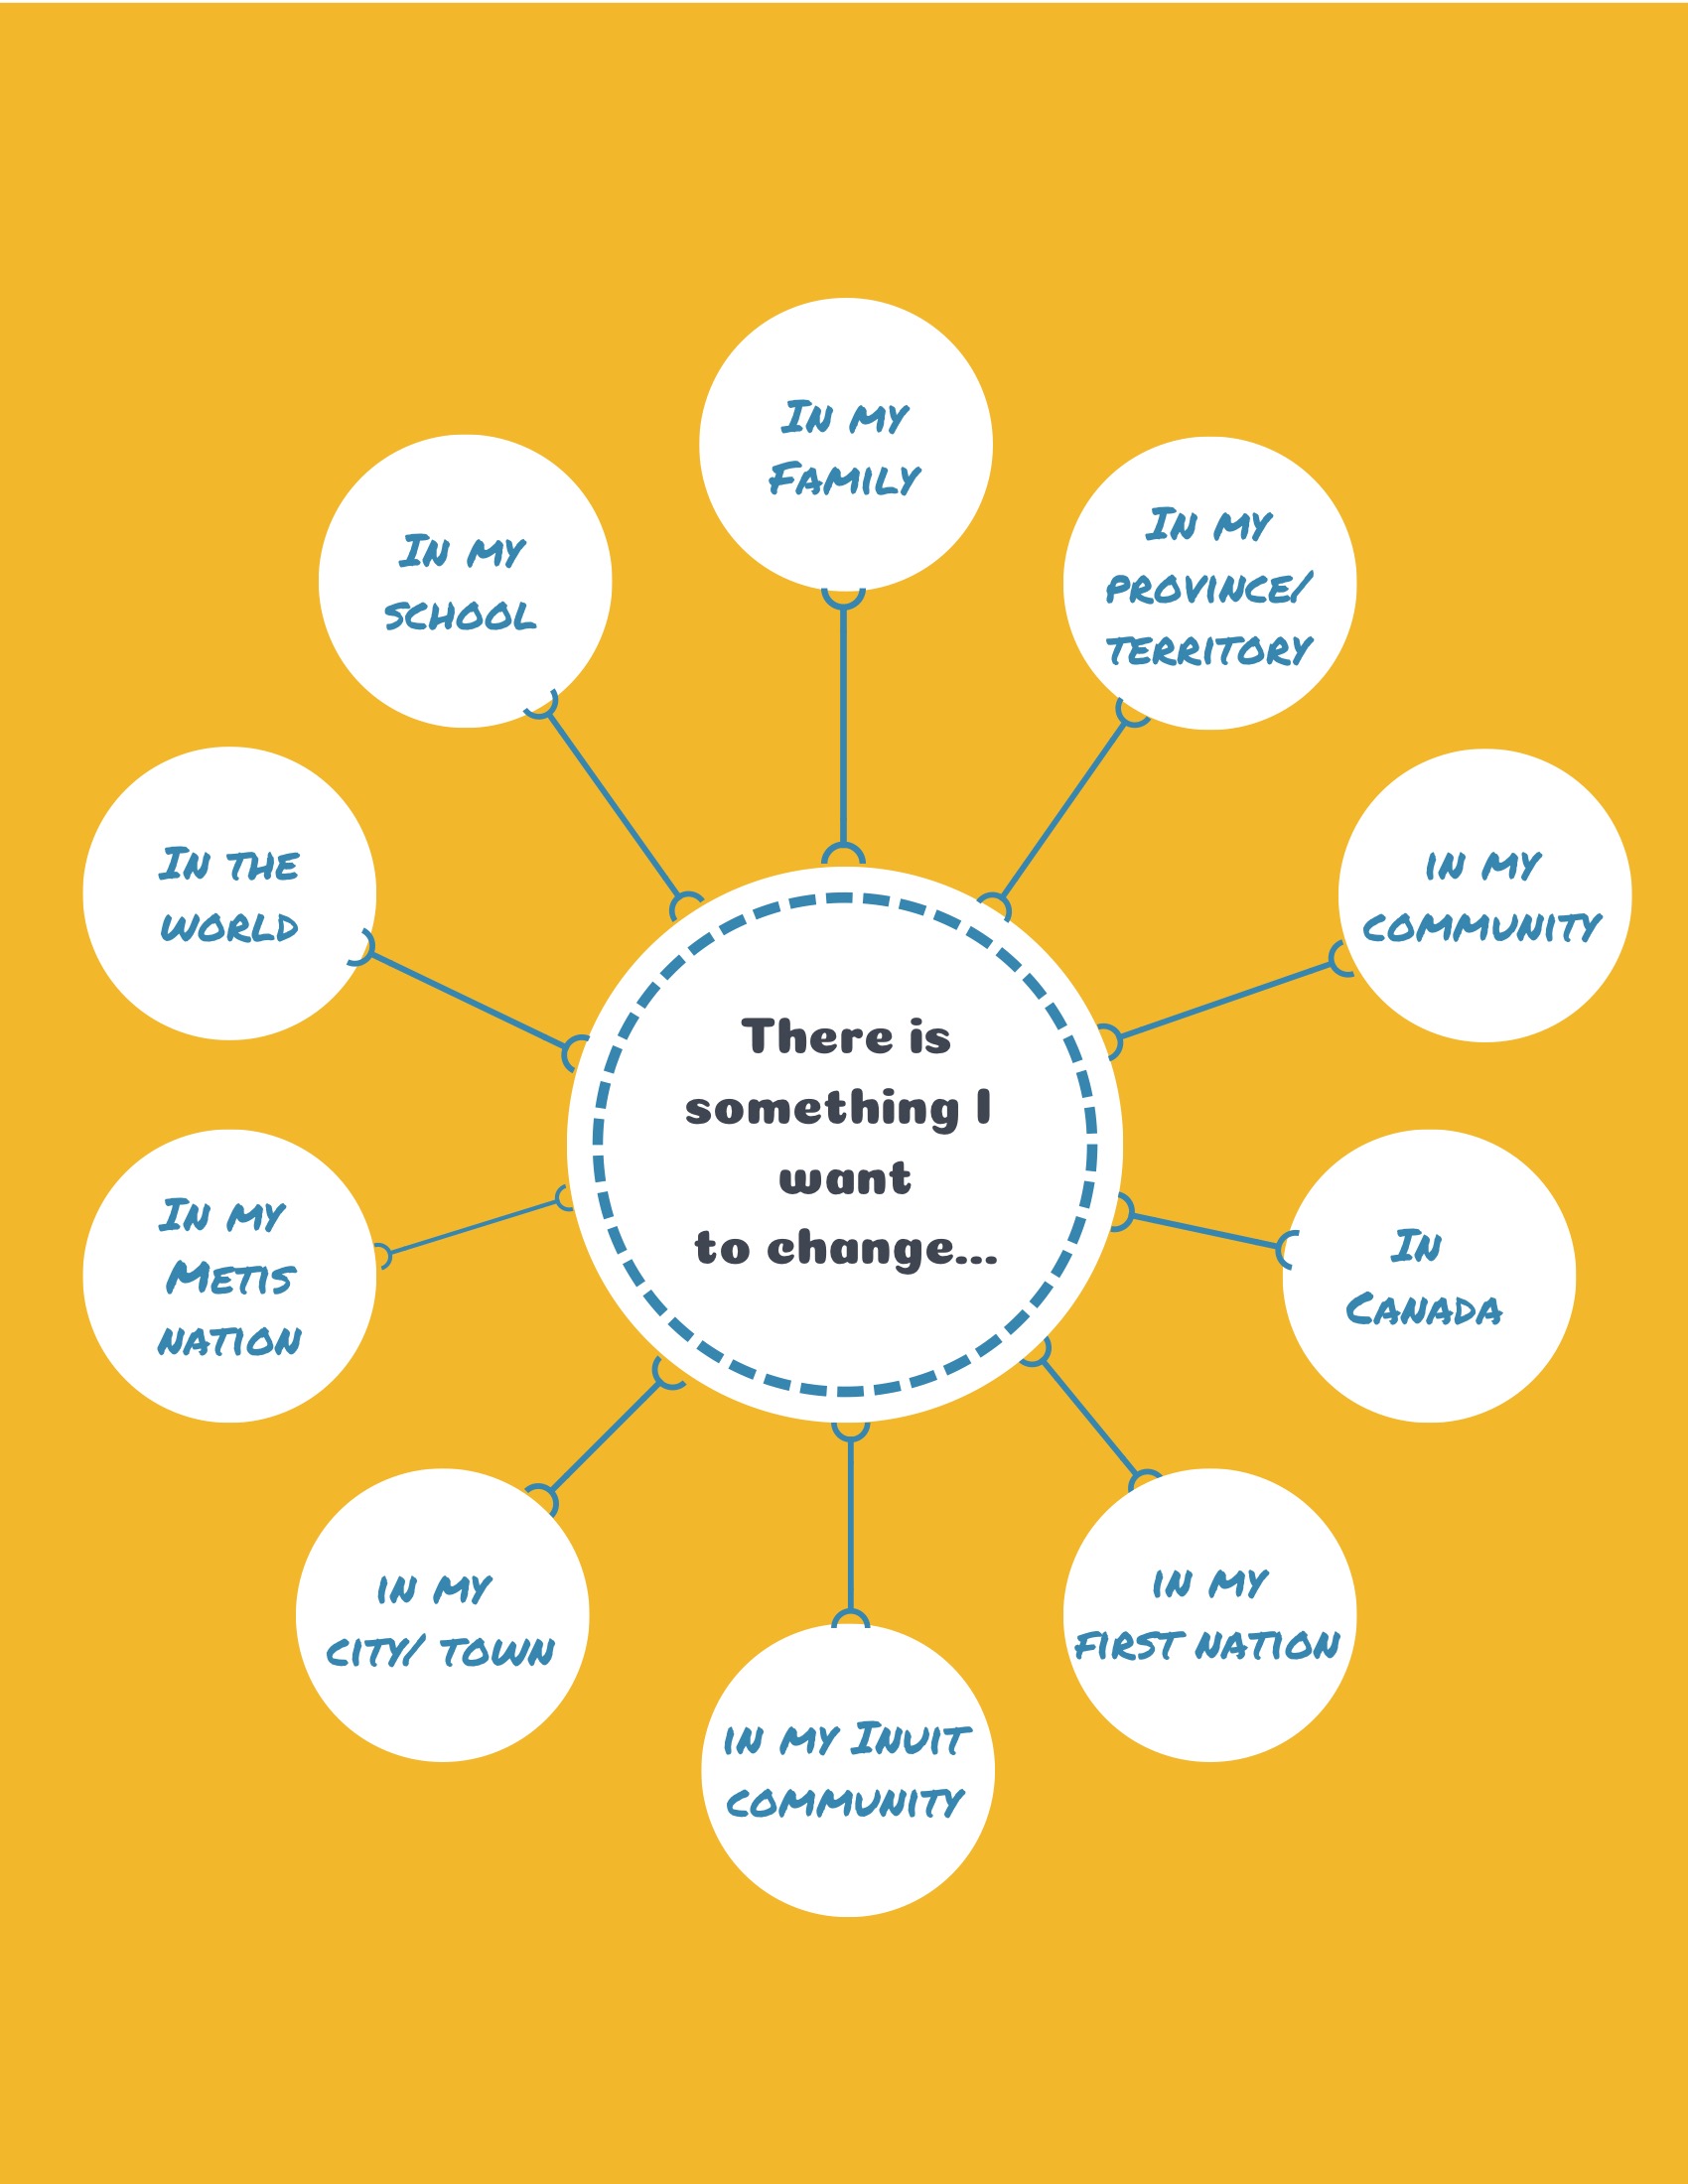 In my
Family
In my
school
In my
province/
territory
In the
world
in my
community
There is
something I
want
to change...
In my
Metis
nation
In
Canada
in my
city/ town
in my
first nation
in my Inuit
community